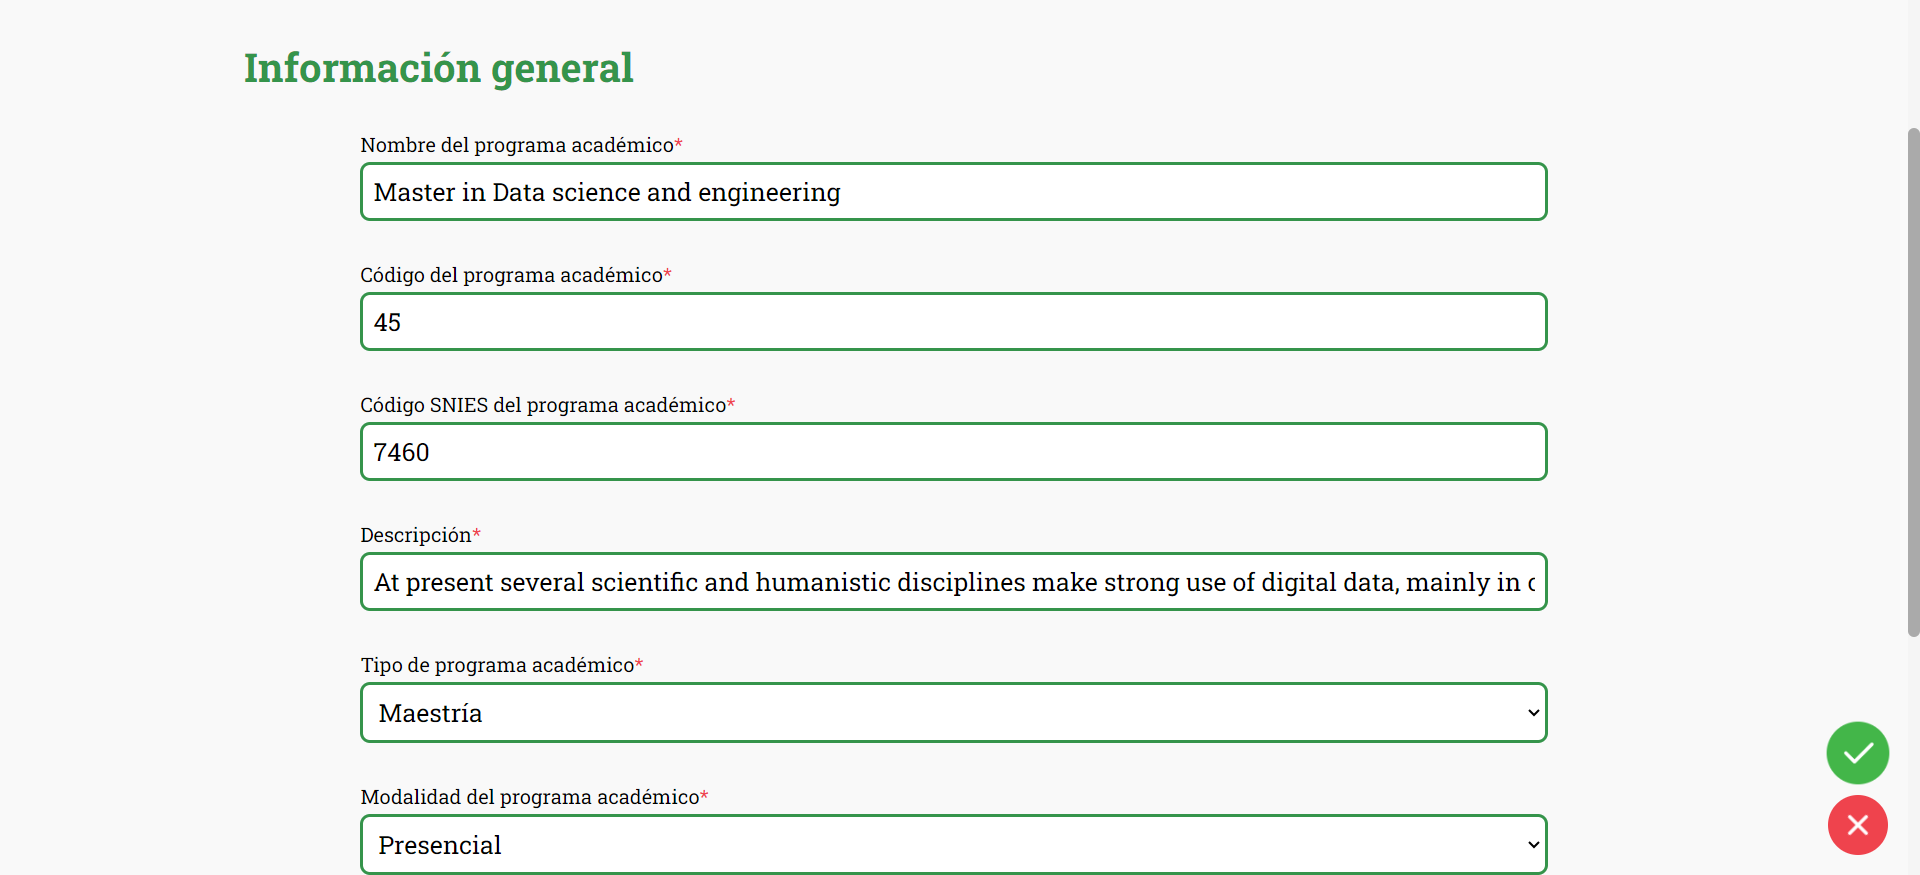 Información general
Nombre del programa académico*
Master in Data science and engineering
Código del programa académico*
45
Código SNIES del programa académico*
7460
Descripción*
At present several scientific and humanistic disciplines make strong use of digital data, mainly in
Tipo de programa académico*
Maestría
Modalidad del programa académico*
Presencial